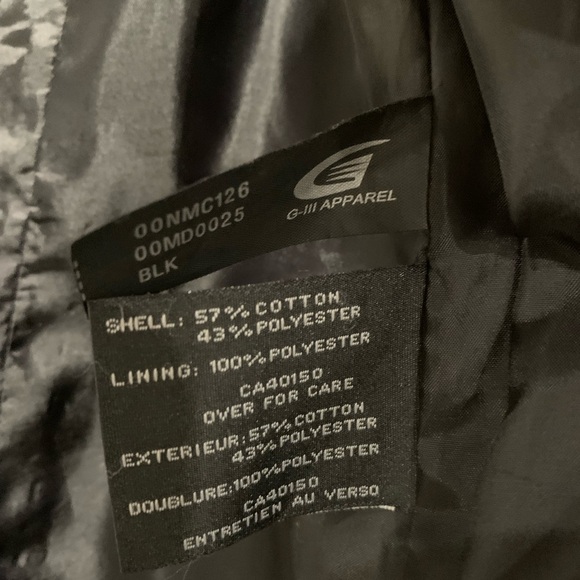 G-III APPAREL
00NMC126
00MD0025
BLK
SHELL: 57% COTTON
43% POLYESTER
LINING: 100% POLYESTER
CA40150
OVER FOR CARE
EXTERIEUR: 57% COTTON
43% POLYESTER
DOUBLURE: 100% POLYESTER
CA40150
ENTRETIEN AU VERSO